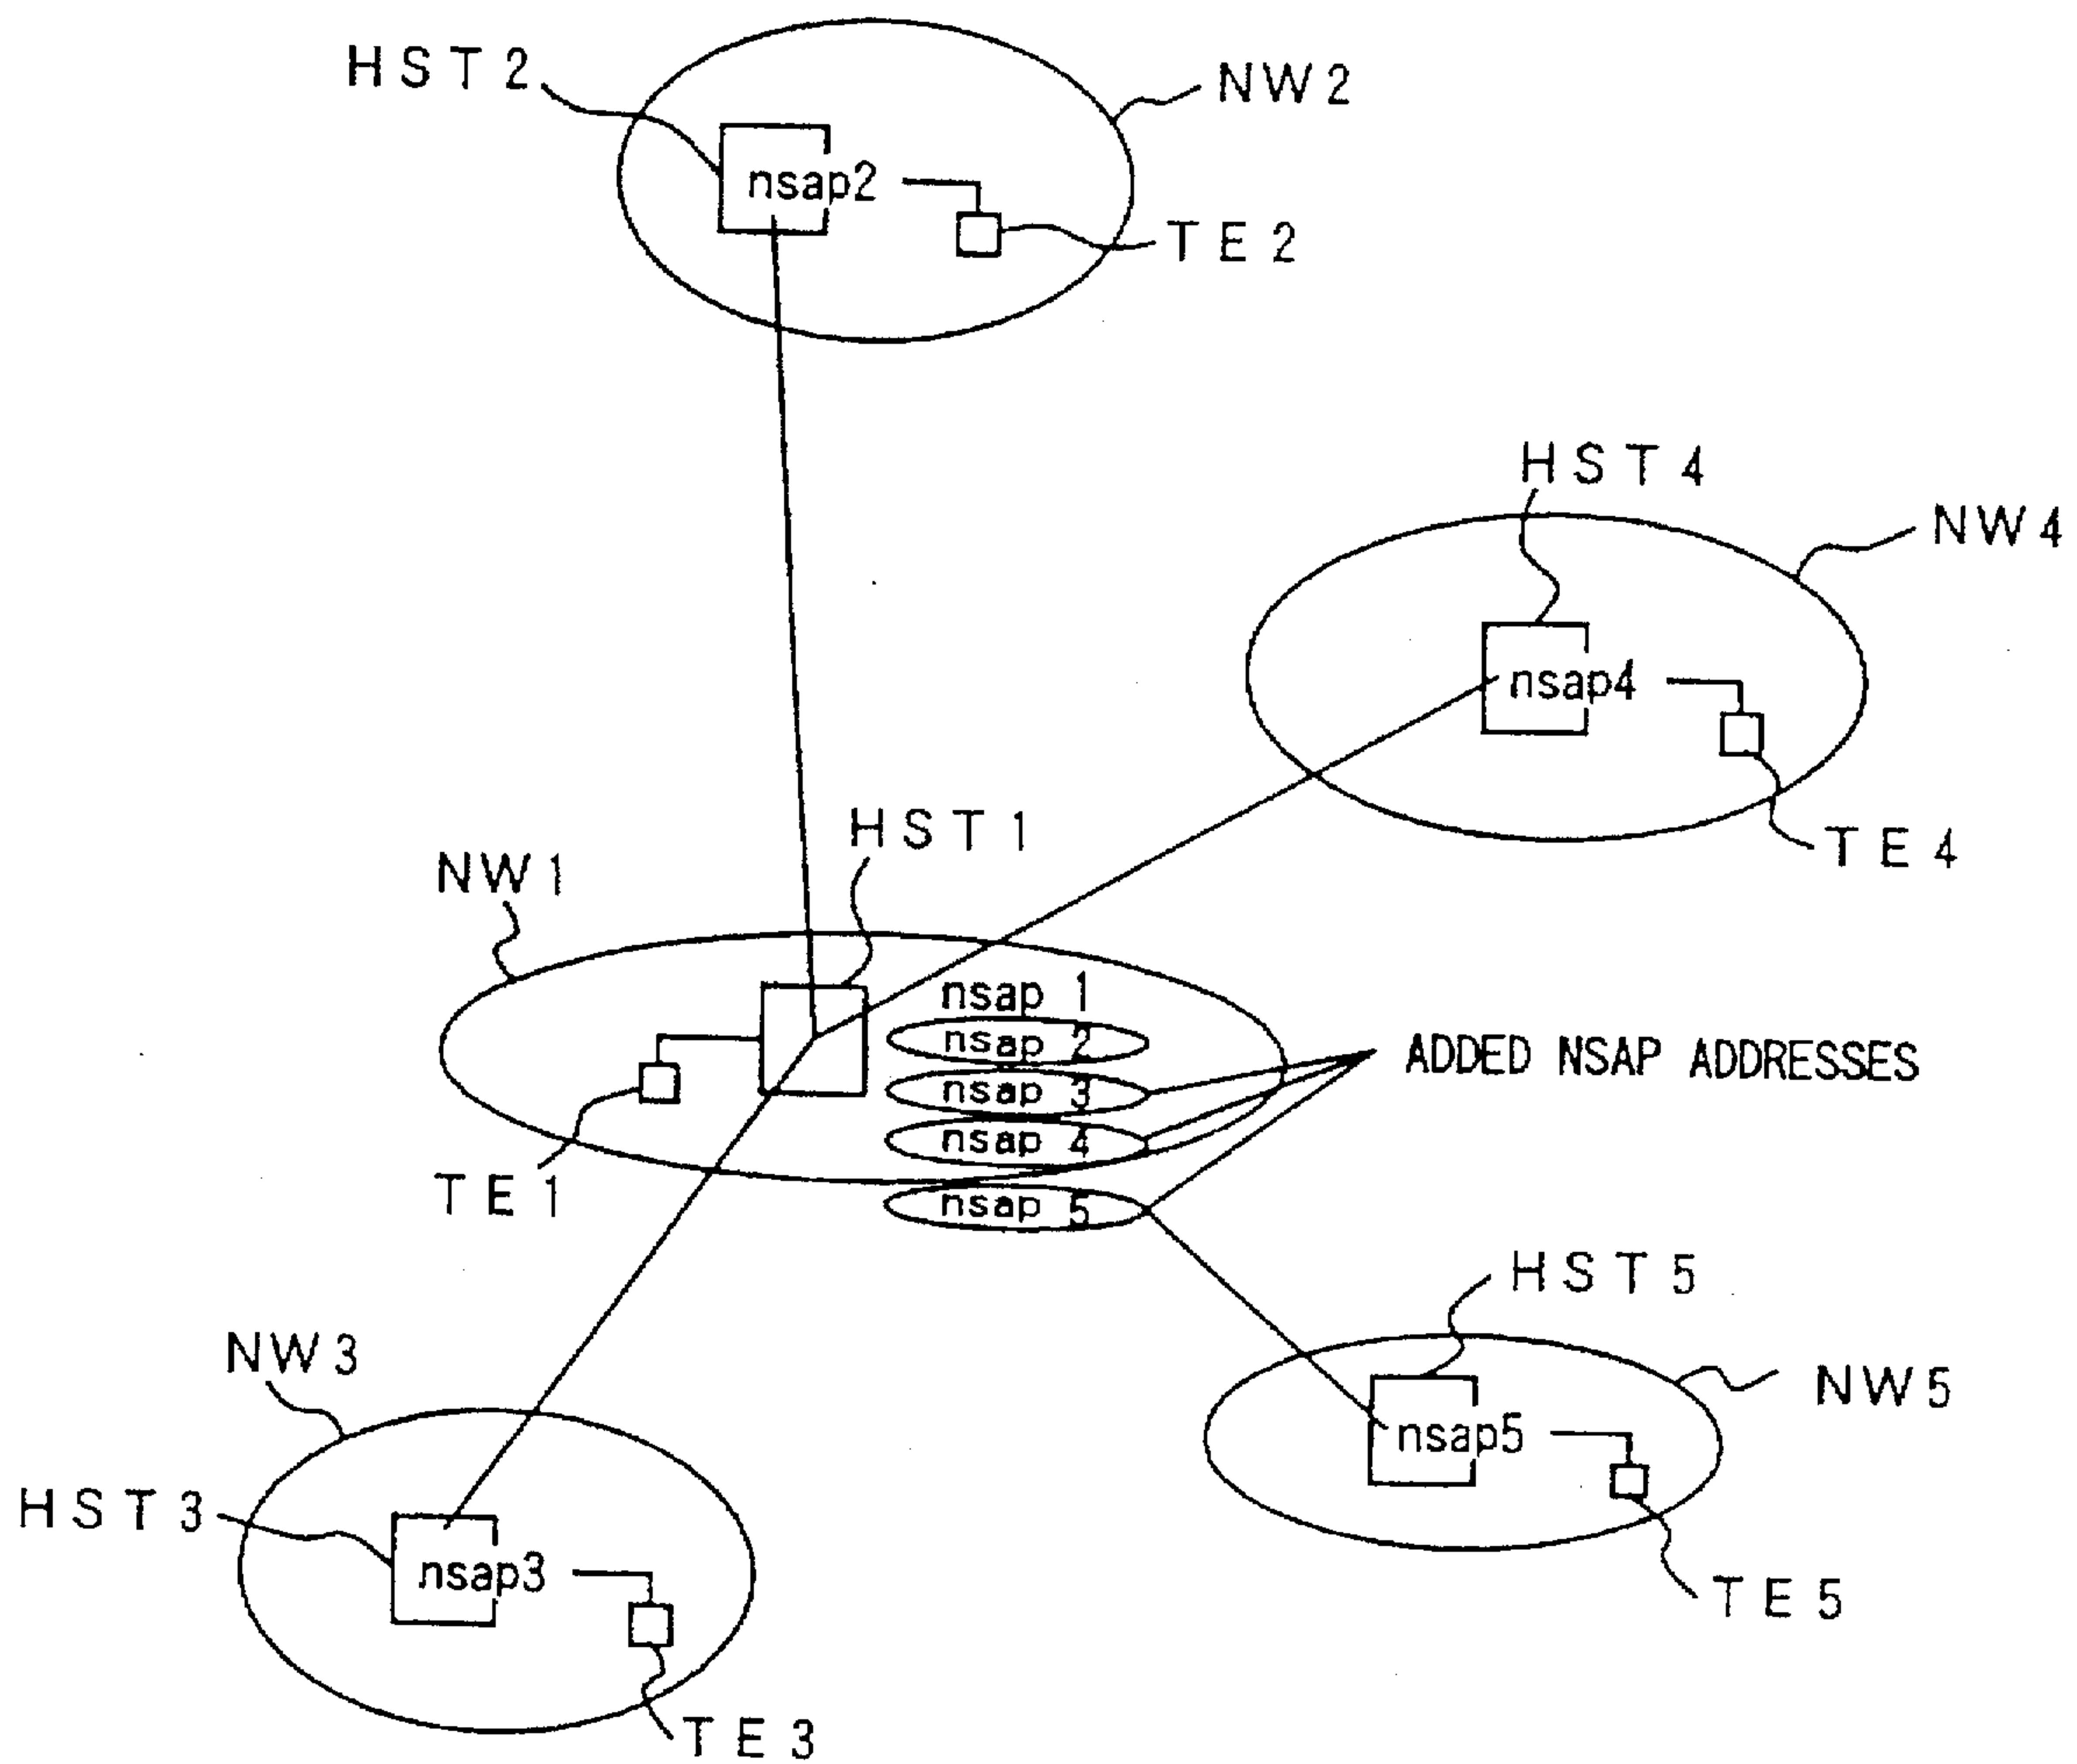 HST2
NW2
nsap2
TE2
HST4
NW4
nsap4
TE4
HST1
NW1
nsap 1
nsap 2
nsap 3
nsap 4
nsap 5
ADDED NSAP ADDRESSES
TE1
HST5
NW5
nsap5
TE5
NW3
HST3
nsap3
TE3